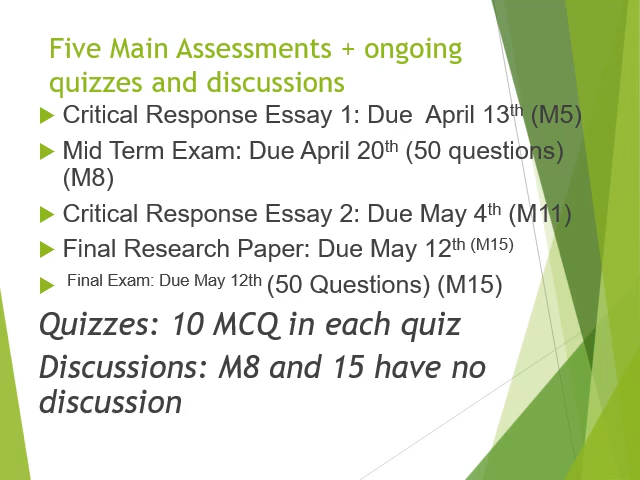 Five Main Assessments + ongoing
quizzes and discussions
Critical Response Essay 1: Due  April 13th (M5)
Mid Term Exam: Due April 20th (50 questions)
(M8)
Critical Response Essay 2: Due May 4th (M11)
Final Research Paper: Due May 12th (M15)
Final Exam: Due May 12th (50 Questions) (M15)
Quizzes: 10 MCQ in each quiz
Discussions: M8 and 15 have no
discussion